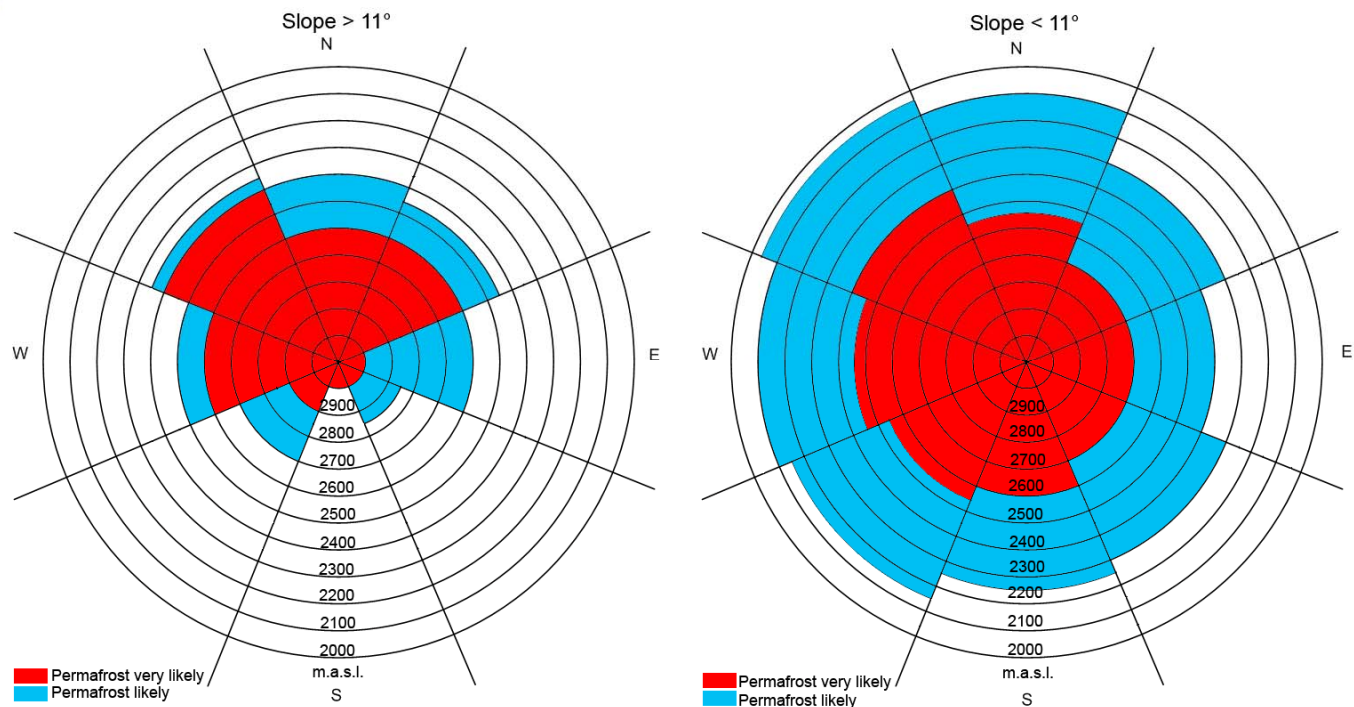 Slope > 11°
N
W
E
2900
2800
2700
2600
2500
2400
2300
2200
2100
2000
m.a.s.l.
S
Permafrost very likely
Permafrost likely
Slope < 11°
N
W
E
2900
2800
2700
2600
2500
2400
2300
2200
2100
2000
m.a.s.l.
S
Permafrost very likely
Permafrost likely